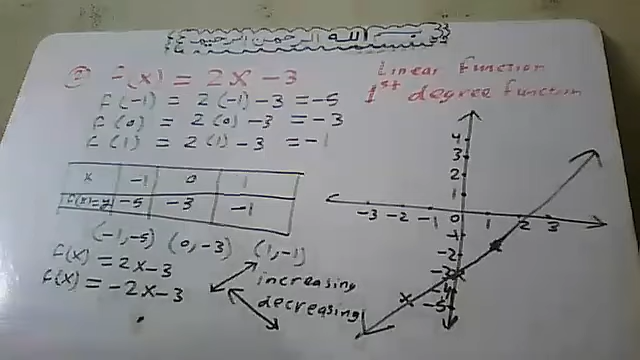 بسم الله الرحمن الرحيم
② f(x) = 2x - 3
f(-1) = 2(-1) - 3 = -5
f(0) = 2(0) - 3 = -3
f(1) = 2(1) - 3 = -1
Linear Function
1st degree function
x -1 0 1
f(x)=y -5 -3 -1
(-1,-5) (0,-3) (1,-1)
f(x) = 2x - 3
f(x) = -2x - 3
increasing
decreasing
4
3
2
1
-3 -2 -1 0 1 2 3
-1
-2
-3
-4
-5